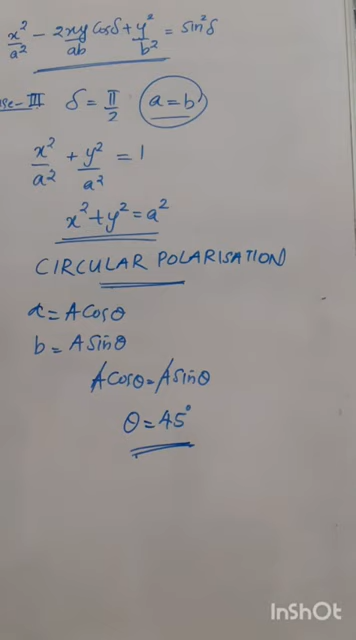 x²/a² - 2xy/ab cosδ + y²/b² = sin²δ
se-III δ = π/2 a = b
x²/a² + y²/a² = 1
x² + y² = a²
CIRCULAR POLARISATION
a = A cosθ
b = A sinθ
A cosθ = A sinθ
θ = 45°
InShOt